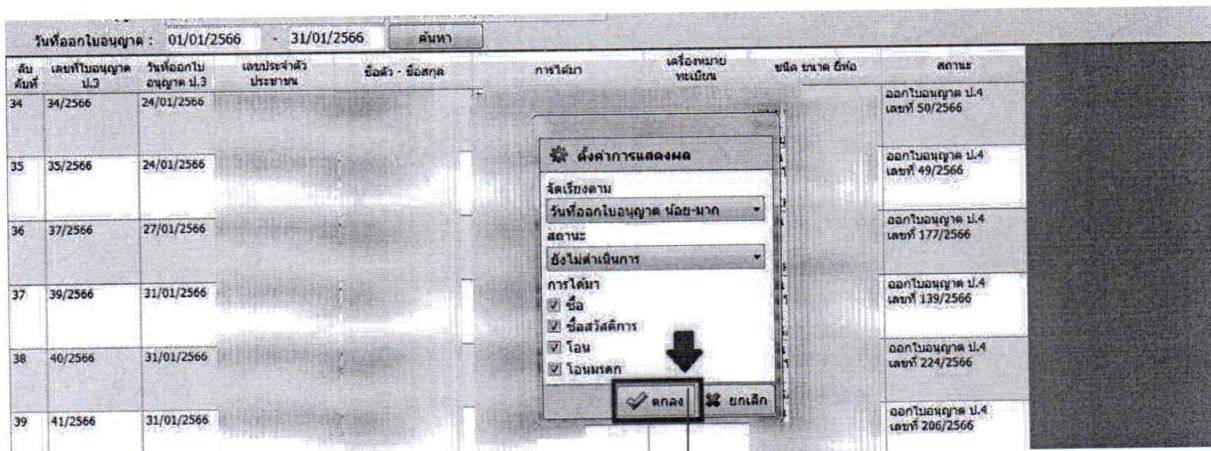 วันที่ออกใบอนุญาต : 01/01/2566 - 31/01/2566 ค้นหา
ลับดับที่ เลขที่ใบอนุญาต ป.3 วันที่ออกใบอนุญาต ป.3 เลขประจำตัวประชาชน ชื่อตัว - ชื่อสกุล การได้มา เครื่องหมายทะเบียน ชนิด ขนาด ยี่ห้อ สถานะ
34 34/2566 24/01/2566 ออกใบอนุญาต ป.4
เลขที่ 50/2566
35 35/2566 24/01/2566 ออกใบอนุญาต ป.4
เลขที่ 49/2566
36 37/2566 27/01/2566 ออกใบอนุญาต ป.4
เลขที่ 177/2566
37 39/2566 31/01/2566 ออกใบอนุญาต ป.4
เลขที่ 139/2566
38 40/2566 31/01/2566 ออกใบอนุญาต ป.4
เลขที่ 224/2566
39 41/2566 31/01/2566 ออกใบอนุญาต ป.4
เลขที่ 206/2566
ตั้งค่าการแสดงผล
จัดเรียงตาม
วันที่ออกใบอนุญาต น้อย-มาก
สถานะ
ยังไม่ดำเนินการ
การได้มา
ซื้อ
ซื้อสวัสดิการ
โอน
โอนมรดก
ตกลง ยกเลิก